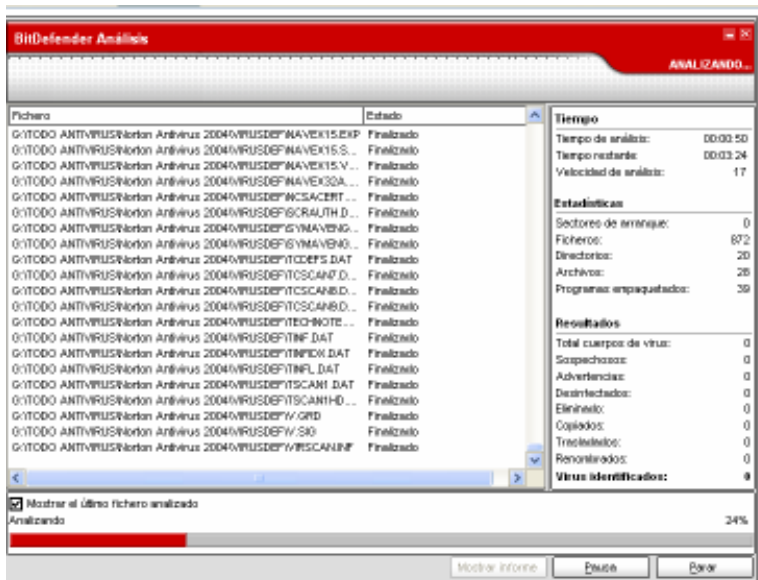 BitDefender Análisis
ANALIZANDO...
Fichero Estado
G:\TODO ANTIVIRUS\Norton Antivirus 2004\VIRUSDEF\NAVEX15.EXP Finalizado
G:\TODO ANTIVIRUS\Norton Antivirus 2004\VIRUSDEF\NAVEX15.S... Finalizado
G:\TODO ANTIVIRUS\Norton Antivirus 2004\VIRUSDEF\NAVEX15.V... Finalizado
G:\TODO ANTIVIRUS\Norton Antivirus 2004\VIRUSDEF\NAVEX32A.... Finalizado
G:\TODO ANTIVIRUS\Norton Antivirus 2004\VIRUSDEF\NCSACERT.... Finalizado
G:\TODO ANTIVIRUS\Norton Antivirus 2004\VIRUSDEF\SCRAUTH.D... Finalizado
G:\TODO ANTIVIRUS\Norton Antivirus 2004\VIRUSDEF\SYMAVENG... Finalizado
G:\TODO ANTIVIRUS\Norton Antivirus 2004\VIRUSDEF\SYMAVENG... Finalizado
G:\TODO ANTIVIRUS\Norton Antivirus 2004\VIRUSDEF\TCDEFS.DAT Finalizado
G:\TODO ANTIVIRUS\Norton Antivirus 2004\VIRUSDEF\TCSCAN7.D... Finalizado
G:\TODO ANTIVIRUS\Norton Antivirus 2004\VIRUSDEF\TCSCAN8.D... Finalizado
G:\TODO ANTIVIRUS\Norton Antivirus 2004\VIRUSDEF\TCSCAN9.D... Finalizado
G:\TODO ANTIVIRUS\Norton Antivirus 2004\VIRUSDEF\TECHNOTE.... Finalizado
G:\TODO ANTIVIRUS\Norton Antivirus 2004\VIRUSDEF\TINF.DAT Finalizado
G:\TODO ANTIVIRUS\Norton Antivirus 2004\VIRUSDEF\TINFIDX.DAT Finalizado
G:\TODO ANTIVIRUS\Norton Antivirus 2004\VIRUSDEF\TINFL.DAT Finalizado
G:\TODO ANTIVIRUS\Norton Antivirus 2004\VIRUSDEF\TSCAN1.DAT Finalizado
G:\TODO ANTIVIRUS\Norton Antivirus 2004\VIRUSDEF\TSCAN1HD.... Finalizado
G:\TODO ANTIVIRUS\Norton Antivirus 2004\VIRUSDEF\V.GRD Finalizado
G:\TODO ANTIVIRUS\Norton Antivirus 2004\VIRUSDEF\V.SIG Finalizado
G:\TODO ANTIVIRUS\Norton Antivirus 2004\VIRUSDEF\VIRSCAN.INF Finalizado
Tiempo
Tiempo de análisis: 00:00:50
Tiempo restante: 00:03:24
Velocidad de análisis: 17
Estadísticas
Sectores de arranque: 0
Ficheros: 872
Directorios: 20
Archivos: 28
Programas empaquetados: 39
Resultados
Total cuerpos de virus: 0
Sospechosos: 0
Advertencias: 0
Desinfectados: 0
Eliminado: 0
Copiados: 0
Trasladados: 0
Renombrados: 0
Virus identificados: 0
Mostrar el último fichero analizado
Analizando 24%
Mostrar informe Pausa Parar